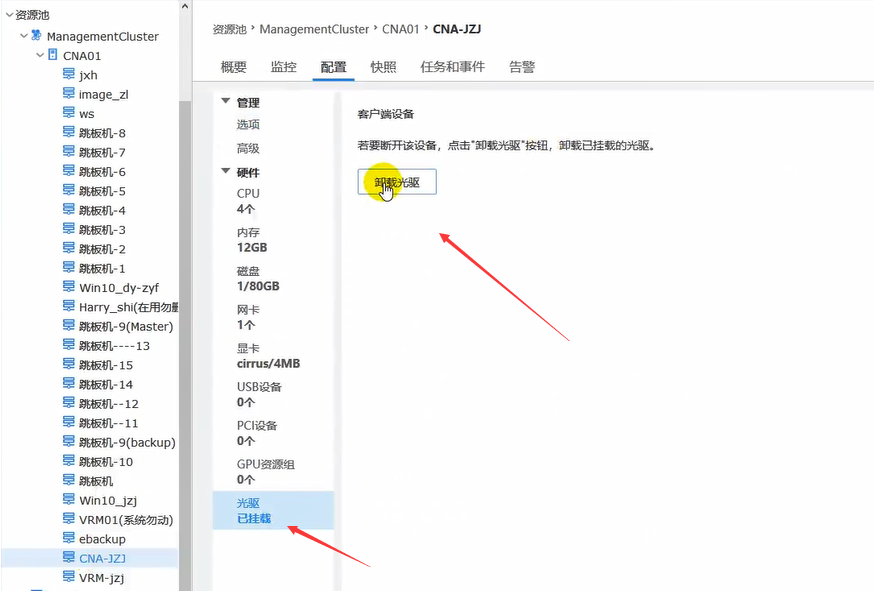 资源池
ManagementCluster
CNA01
jxh
image_zl
ws
跳板机-8
跳板机-7
跳板机-6
跳板机-5
跳板机-4
跳板机-3
跳板机-2
跳板机-1
Win10_dy-zyf
Harry_shi(在用勿删
跳板机-9(Master)
跳板机----13
跳板机-15
跳板机-14
跳板机--12
跳板机--11
跳板机-9(backup)
跳板机-10
跳板机
Win10_jzj
VRM01(系统勿动)
ebackup
CNA-JZJ
VRM-jzj
资源池 > ManagementCluster > CNA01 > CNA-JZJ
概要 监控 配置 快照 任务和事件 告警
管理
选项
高级
硬件
CPU
4个
内存
12GB
磁盘
1/80GB
网卡
1个
显卡
cirrus/4MB
USB设备
0个
PCI设备
0个
GPU资源组
0个
光驱
已挂载
客户端设备
若要断开该设备，点击"卸载光驱"按钮，卸载已挂载的光驱。
卸载光驱